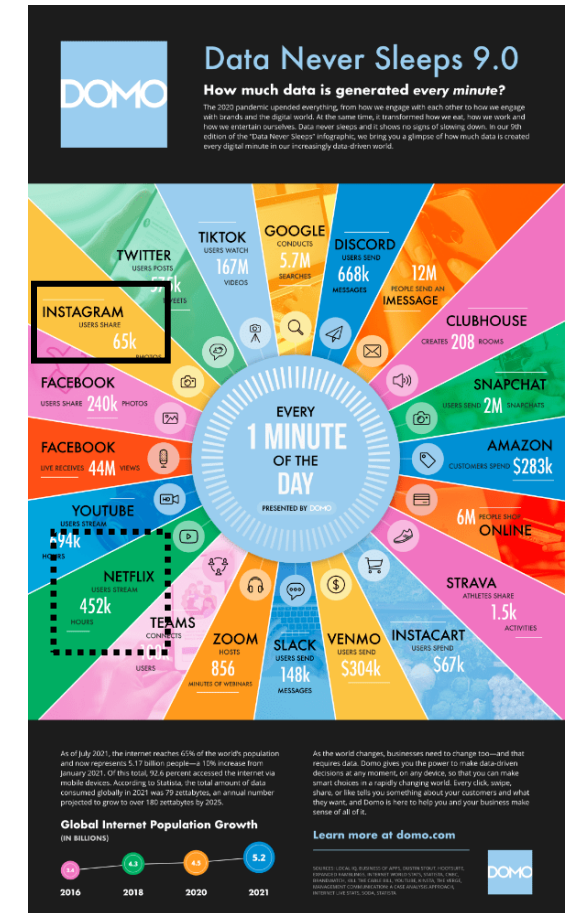 DOMO
Data Never Sleeps 9.0
How much data is generated every minute?
The 2020 pandemic upended everything, from how we engage with each other to how we engage
with brands and the digital world. At the same time, it transformed how we eat, how we work and
how we entertain ourselves. Data never sleeps and it shows no signs of slowing down. In our 9th
edition of the "Data Never Sleeps" infographic, we bring you a glimpse of how much data is created
every digital minute in our increasingly data-driven world.
TWITTER
USERS POSTS
575k
TWEETS
TIKTOK
USERS WATCH
167M
VIDEOS
GOOGLE
CONDUCTS
5.7M
SEARCHES
DISCORD
USERS SEND
668k
MESSAGES
12M
PEOPLE SEND AN
IMESSAGE
CLUBHOUSE
CREATES 208 ROOMS
SNAPCHAT
USERS SEND 2M SNAPCHATS
AMAZON
CUSTOMERS SPEND $283k
6M PEOPLE SHOP
ONLINE
STRAVA
ATHLETES SHARE
1.5k
ACTIVITIES
INSTACART
USERS SPEND
$67k
VENMO
USERS SEND
$304k
SLACK
USERS SEND
148k
MESSAGES
ZOOM
HOSTS
856
MINUTES OF WEBINARS
TEAMS
CONNECTS
USERS
NETFLIX
USERS STREAM
452k
HOURS
YOUTUBE
USERS STREAM
94k
HOURS
FACEBOOK
LIVE RECEIVES 44M VIEWS
FACEBOOK
USERS SHARE 240k PHOTOS
INSTAGRAM
USERS SHARE
65k
PHOTOS
EVERY
1 MINUTE
OF THE
DAY
PRESENTED BY DOMO
As of July 2021, the internet reaches 65% of the world's population
and now represents 5.17 billion people—a 10% increase from
January 2021. Of this total, 92.6 percent accessed the internet via
mobile devices. According to Statista, the total amount of data
consumed globally in 2021 was 79 zettabytes, an annual number
projected to grow to over 180 zettabytes by 2025.
Global Internet Population Growth
(IN BILLIONS)
4.3
4.5
5.2
2016
2018
2020
2021
As the world changes, businesses need to change too—and that
requires data. Domo gives you the power to make data-driven
decisions at any moment, on any device, so that you can make
smart choices in a rapidly changing world. Every click, swipe,
share, or like tells you something about your customers and what
they want, and Domo is here to help you and your business make
sense of all of it.
Learn more at domo.com
DOMO